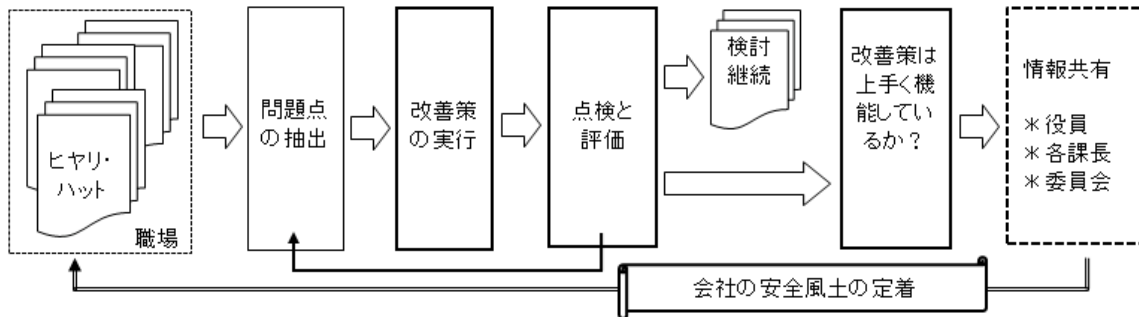 ヒヤリ・
ハット
職場
問題点
の抽出
改善策
の実行
点検と
評価
検討
継続
改善策は
上手く機
能してい
るか？
情報共有
＊役員
＊各課長
＊委員会
会社の安全風土の定着